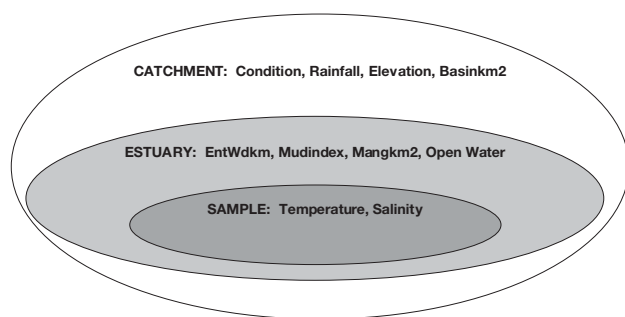 CATCHMENT: Condition, Rainfall, Elevation, Basinkm2
ESTUARY: EntWdkm, Mudindex, Mangkm2, Open Water
SAMPLE: Temperature, Salinity